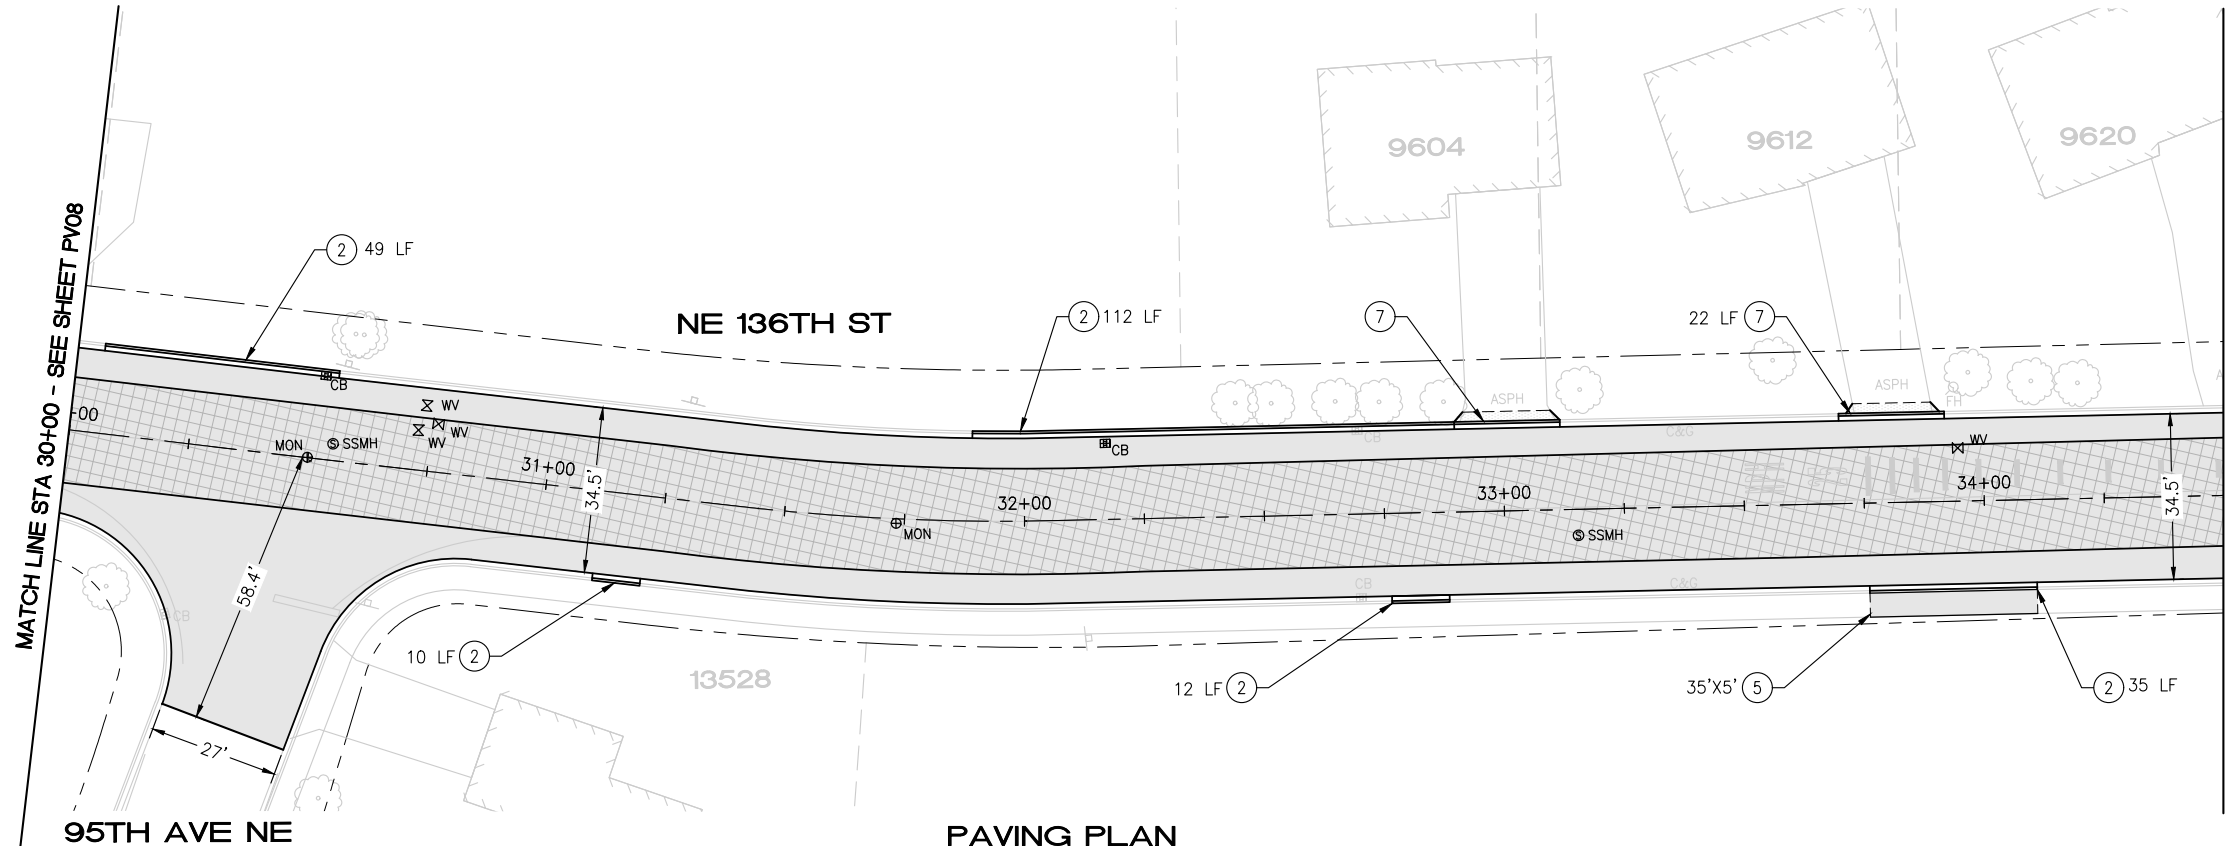 9604
9612
9620
MATCH LINE STA 30+00 - SEE SHEET PV08
2 49 LF
NE 136TH ST
2 112 LF
7
22 LF 7
ASPH
ASPH
FH
CB
WV
WV
WV
+00
MON
SSMH
S
31+00
34.5'
CB
CB
C&G
WV
34+00
33+00
32+00
34.5'
MON
S SSMH
58.4'
CB
CB
C&G
10 LF 2
13528
12 LF 2
35'X5' 5
2 35 LF
27'
95TH AVE NE
PAVING PLAN